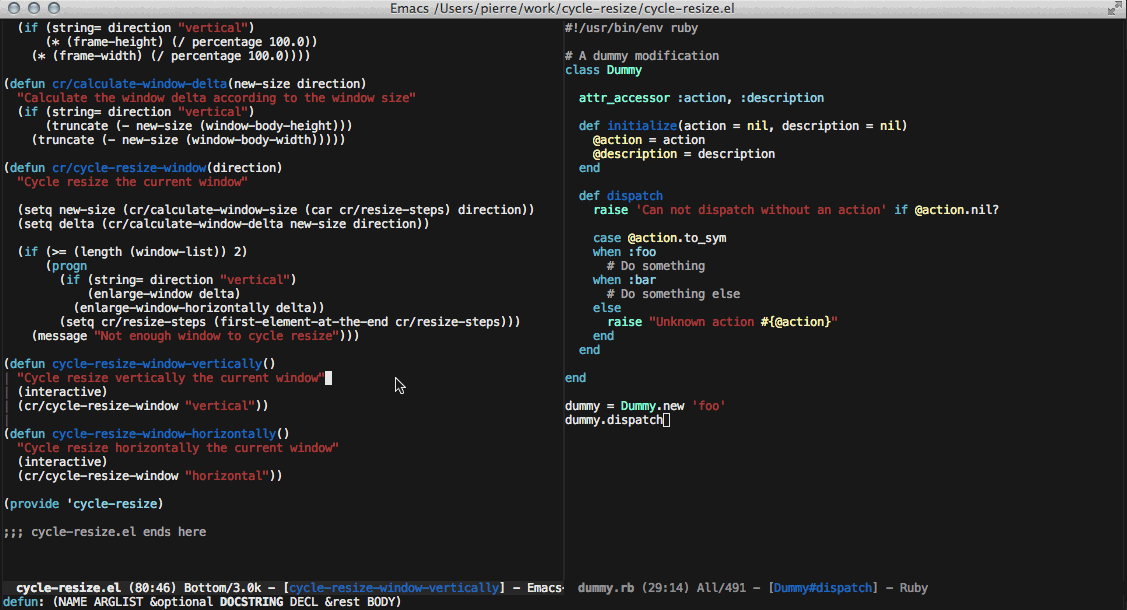 Emacs /Users/pierre/work/cycle-resize/cycle-resize.el
  (if (string= direction "vertical")
      (* (frame-height) (/ percentage 100.0))
    (* (frame-width) (/ percentage 100.0))))

(defun cr/calculate-window-delta(new-size direction)
  "Calculate the window delta according to the window size"
  (if (string= direction "vertical")
      (truncate (- new-size (window-body-height)))
    (truncate (- new-size (window-body-width)))))

(defun cr/cycle-resize-window(direction)
  "Cycle resize the current window"

  (setq new-size (cr/calculate-window-size (car cr/resize-steps) direction))
  (setq delta (cr/calculate-window-delta new-size direction))

  (if (>= (length (window-list)) 2)
      (progn
        (if (string= direction "vertical")
            (enlarge-window delta)
          (enlarge-window-horizontally delta))
        (setq cr/resize-steps (first-element-at-the-end cr/resize-steps)))
    (message "Not enough window to cycle resize")))

(defun cycle-resize-window-vertically()
| "Cycle resize vertically the current window"
| (interactive)
| (cr/cycle-resize-window "vertical"))
|
(defun cycle-resize-window-horizontally()
  "Cycle resize horizontally the current window"
  (interactive)
  (cr/cycle-resize-window "horizontal"))

(provide 'cycle-resize)

;;; cycle-resize.el ends here
cycle-resize.el (80:46) Bottom/3.0k - [cycle-resize-window-vertically] - Emacs-
#!/usr/bin/env ruby

# A dummy modification
class Dummy

  attr_accessor :action, :description

  def initialize(action = nil, description = nil)
    @action = action
    @description = description
  end

  def dispatch
    raise 'Can not dispatch without an action' if @action.nil?

    case @action.to_sym
    when :foo
      # Do something
    when :bar
      # Do something else
    else
      raise "Unknown action #{@action}"
    end
  end

end

dummy = Dummy.new 'foo'
dummy.dispatch
dummy.rb (29:14) All/491 - [Dummy#dispatch] - Ruby
defun: (NAME ARGLIST &optional DOCSTRING DECL &rest BODY)